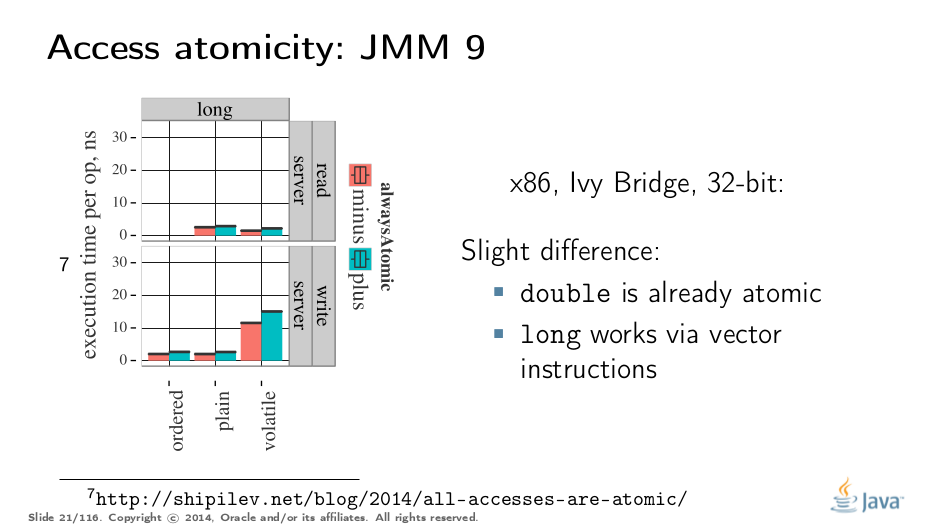 Access atomicity: JMM 9
long
execution time per op, ns
30
20
10
0
server
read
30
20
10
0
server
write
ordered
plain
volatile
alwaysAtomic
minus
plus
7
x86, Ivy Bridge, 32-bit:
Slight difference:
double is already atomic
long works via vector
instructions
7http://shipilev.net/blog/2014/all-accesses-are-atomic/
Slide 21/116. Copyright © 2014, Oracle and/or its affiliates. All rights reserved.
Java™